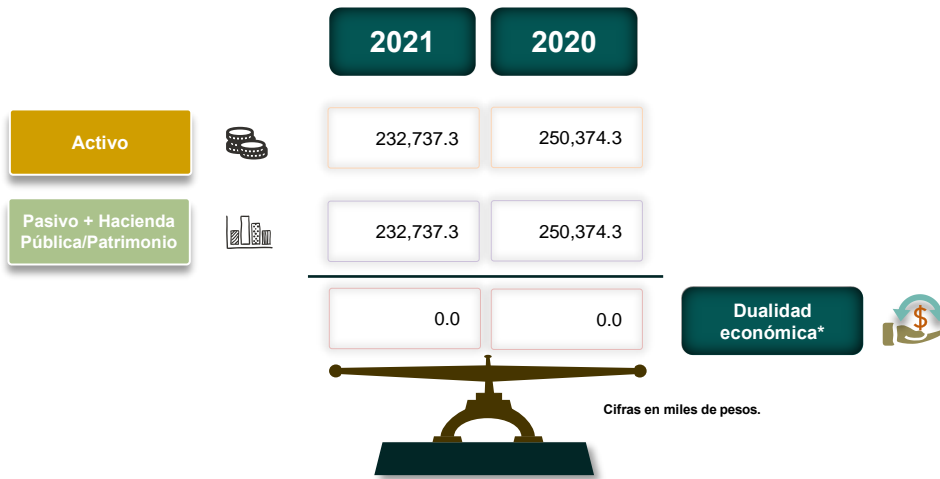 2021 2020
Activo 232,737.3 250,374.3
Pasivo + Hacienda
Pública/Patrimonio 232,737.3 250,374.3
0.0 0.0 Dualidad
económica*
$
Cifras en miles de pesos.